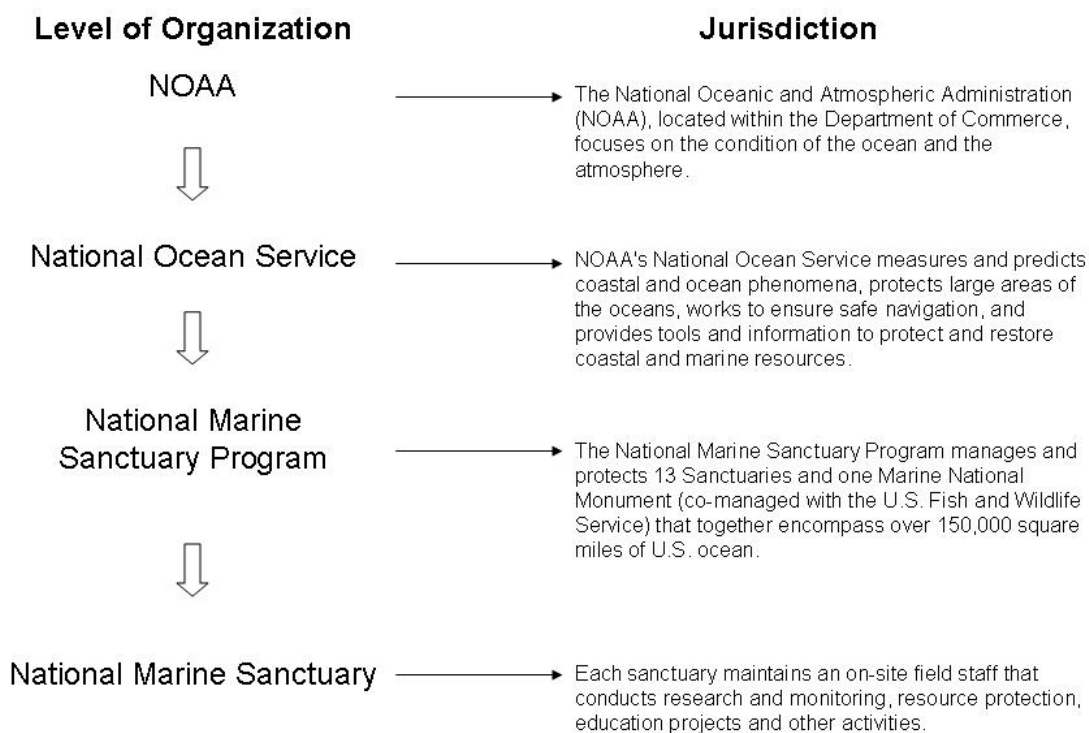 Level of Organization
Jurisdiction
NOAA
The National Oceanic and Atmospheric Administration
(NOAA), located within the Department of Commerce,
focuses on the condition of the ocean and the
atmosphere.
National Ocean Service
NOAA's National Ocean Service measures and predicts
coastal and ocean phenomena, protects large areas of
the oceans, works to ensure safe navigation, and
provides tools and information to protect and restore
coastal and marine resources.
National Marine
Sanctuary Program
The National Marine Sanctuary Program manages and
protects 13 Sanctuaries and one Marine National
Monument (co-managed with the U.S. Fish and Wildlife
Service) that together encompass over 150,000 square
miles of U.S. ocean.
National Marine Sanctuary
Each sanctuary maintains an on-site field staff that
conducts research and monitoring, resource protection,
education projects and other activities.